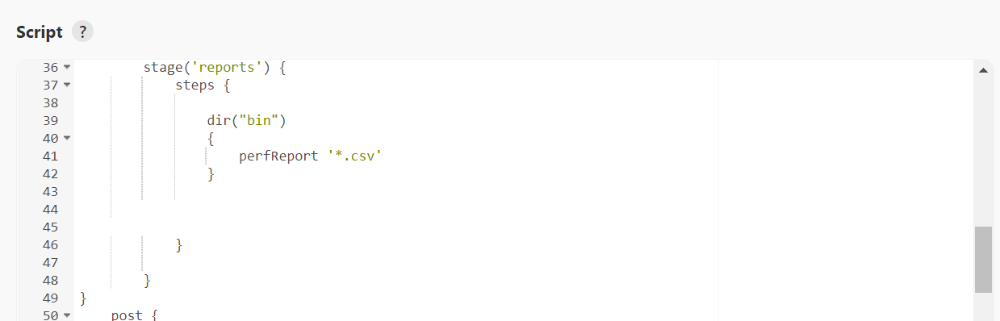 Script ?
36 stage('reports') {
37 steps {
38
39 dir("bin")
40 {
41 perfReport '*.csv'
42 }
43
44
45
46 }
47
48 }
49 }
50 post {